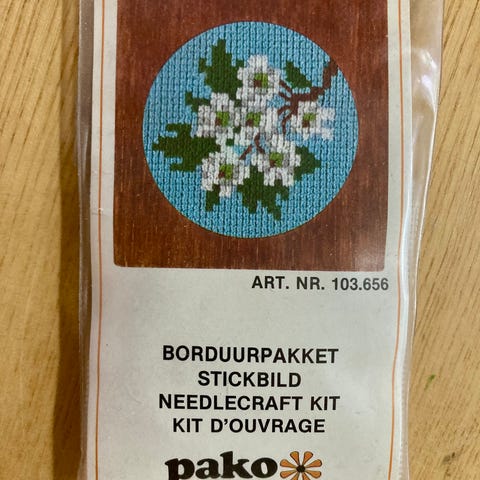 ART. NR. 103.656
BORDUURPAKKET
STICKBILD
NEEDLECRAFT KIT
KIT D'OUVRAGE
pako